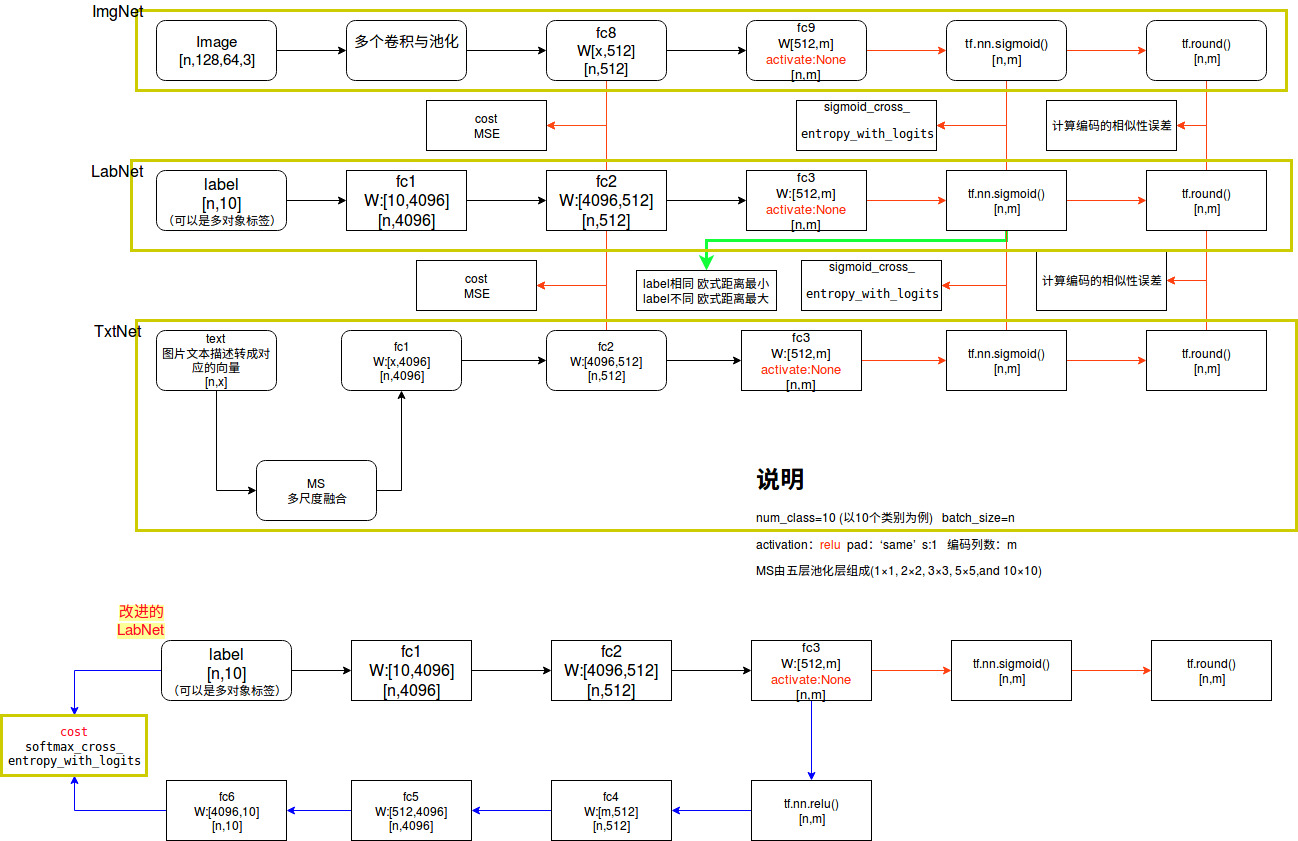 ImgNet
Image
[n,128,64,3]
多个卷积与池化
fc8
W[x,512]
[n,512]
fc9
W[512,m]
activate:None
[n,m]
tf.nn.sigmoid()
[n,m]
tf.round()
[n,m]
cost
MSE
sigmoid_cross_
entropy_with_logits
计算编码的相似性误差
LabNet
label
[n,10]
（可以是多对象标签）
fc1
W:[10,4096]
[n,4096]
fc2
W:[4096,512]
[n,512]
fc3
W:[512,m]
activate:None
[n,m]
tf.nn.sigmoid()
[n,m]
tf.round()
[n,m]
cost
MSE
label相同 欧式距离最小
label不同 欧式距离最大
sigmoid_cross_
entropy_with_logits
计算编码的相似性误差
TxtNet
text
图片文本描述转成对
应的向量
[n,x]
fc1
W:[x,4096]
[n,4096]
fc2
W:[4096,512]
[n,512]
fc3
W:[512,m]
activate:None
[n,m]
tf.nn.sigmoid()
[n,m]
tf.round()
[n,m]
MS
多尺度融合
说明
num_class=10 (以10个类别为例) batch_size=n
activation：relu pad：‘same’ s:1 编码列数：m
MS由五层池化层组成(1×1, 2×2, 3×3, 5×5,and 10×10)
改进的
LabNet
label
[n,10]
（可以是多对象标签）
fc1
W:[10,4096]
[n,4096]
fc2
W:[4096,512]
[n,512]
fc3
W:[512,m]
activate:None
[n,m]
tf.nn.sigmoid()
[n,m]
tf.round()
[n,m]
cost
softmax_cross_
entropy_with_logits
fc6
W:[4096,10]
[n,10]
fc5
W:[512,4096]
[n,4096]
fc4
W:[m,512]
[n,512]
tf.nn.relu()
[n,m]